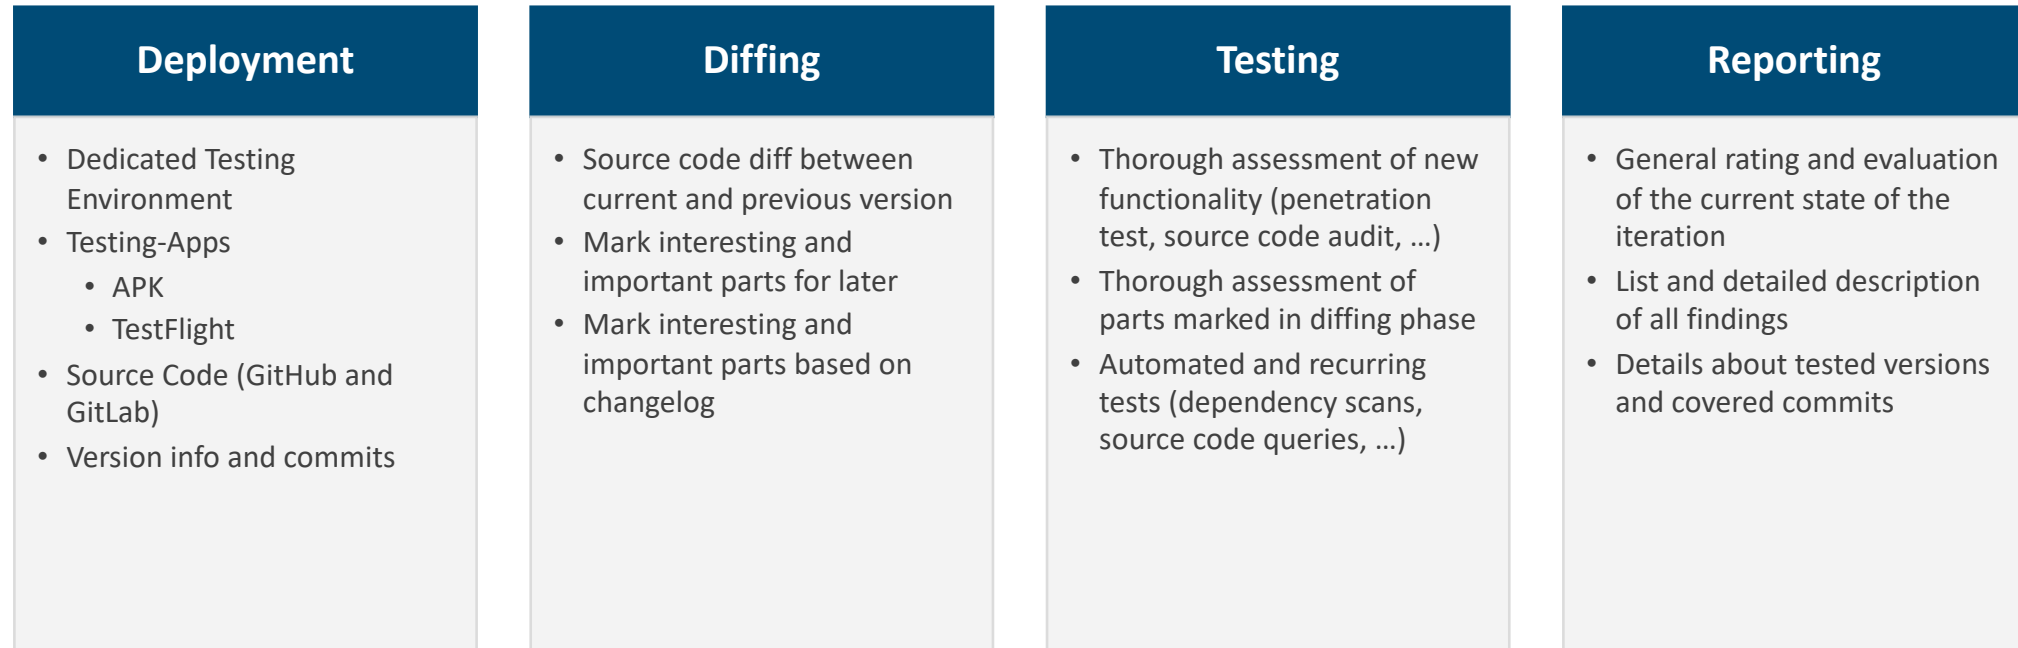 Deployment
• Dedicated Testing
Environment
• Testing-Apps
• APK
• TestFlight
• Source Code (GitHub and
GitLab)
• Version info and commits
Diffing
• Source code diff between
current and previous version
• Mark interesting and
important parts for later
• Mark interesting and
important parts based on
changelog
Testing
• Thorough assessment of new
functionality (penetration
test, source code audit, …)
• Thorough assessment of
parts marked in diffing phase
• Automated and recurring
tests (dependency scans,
source code queries, …)
Reporting
• General rating and evaluation
of the current state of the
iteration
• List and detailed description
of all findings
• Details about tested versions
and covered commits